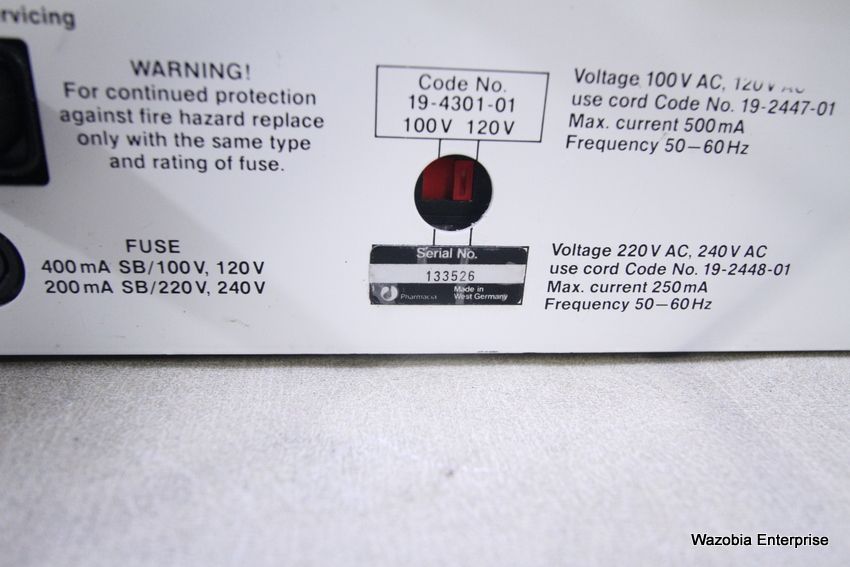 WARNING!
For continued protection
against fire hazard replace
only with the same type
and rating of fuse.
FUSE
400mA SB/100V, 120V
200mA SB/220V, 240V
Code No.
19-4301-01
100V 120V
Serial No.
133526
Pharmacia
Made in
West Germany
Voltage 100V AC, 120V AC
use cord Code No. 19-2447-01
Max. current 500mA
Frequency 50—60Hz
Voltage 220V AC, 240V AC
use cord Code No. 19-2448-01
Max. current 250mA
Frequency 50—60Hz
Wazobia Enterprise